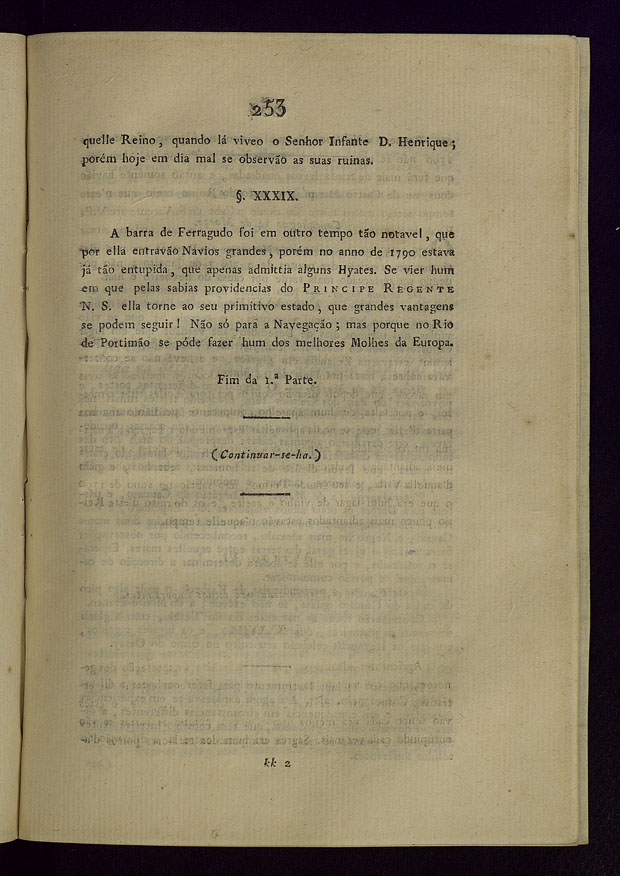 253
quelle Reino, quando lá viveo o Senhor Infante D. Henrique;
porém hoje em dia mal se observão as suas ruinas.
§. XXXIX.
A barra de Ferragudo foi em outro tempo tão notavel, que
por ella entravão Navios grandes, porém no anno de 1790 estava
já tão entupida, que apenas admittia alguns Hyates. Se vier hum
em que pelas sabias providencias do PRINCIPE REGENTE
N. S. ella torne ao seu primitivo estado, que grandes vantagens
se podem seguir! Não só para a Navegação; mas porque no Rio
de Portimão se póde fazer hum dos melhores Molhes da Europa.
Fim da 1.ª Parte.
(Continuar-se-ha.)
kk 2